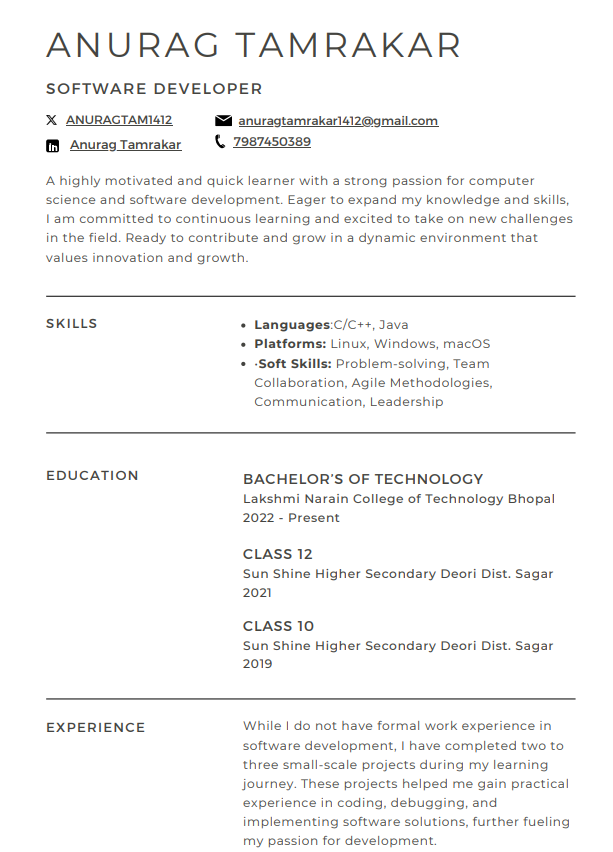 ANURAG TAMRAKAR
SOFTWARE DEVELOPER
ANURAGTAM1412
anuragtamrakar1412@gmail.com
Anurag Tamrakar
7987450389
A highly motivated and quick learner with a strong passion for computer
science and software development. Eager to expand my knowledge and skills,
I am committed to continuous learning and excited to take on new challenges
in the field. Ready to contribute and grow in a dynamic environment that
values innovation and growth.
SKILLS
• Languages:C/C++, Java
• Platforms: Linux, Windows, macOS
• ·Soft Skills: Problem-solving, Team
Collaboration, Agile Methodologies,
Communication, Leadership
EDUCATION
BACHELOR'S OF TECHNOLOGY
Lakshmi Narain College of Technology Bhopal
2022 - Present
CLASS 12
Sun Shine Higher Secondary Deori Dist. Sagar
2021
CLASS 10
Sun Shine Higher Secondary Deori Dist. Sagar
2019
EXPERIENCE
While I do not have formal work experience in
software development, I have completed two to
three small-scale projects during my learning
journey. These projects helped me gain practical
experience in coding, debugging, and
implementing software solutions, further fueling
my passion for development.